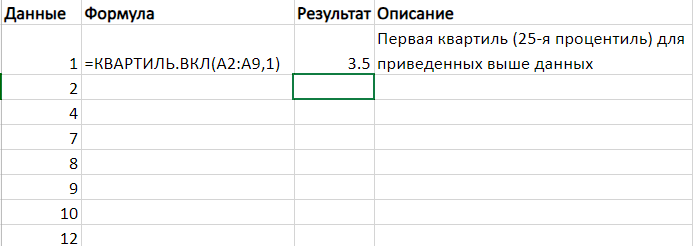 Данные Формула Результат Описание
Первая квартиль (25-я процентиль) для
1 =КВАРТИЛЬ.ВКЛ(A2:A9,1) 3.5 приведенных выше данных
2
4
7
8
9
10
12